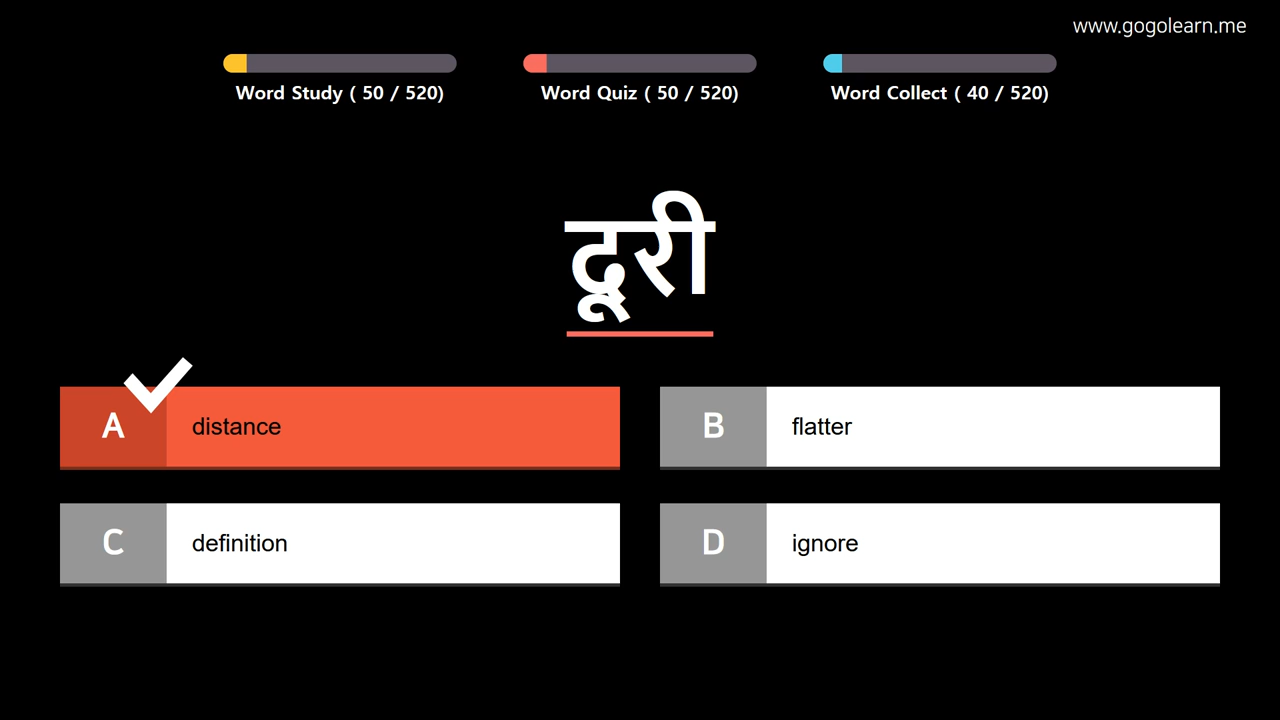 www.gogolearn.me
Word Study ( 50 / 520)
Word Quiz ( 50 / 520)
Word Collect ( 40 / 520)
दूरी
A distance
B flatter
C definition
D ignore